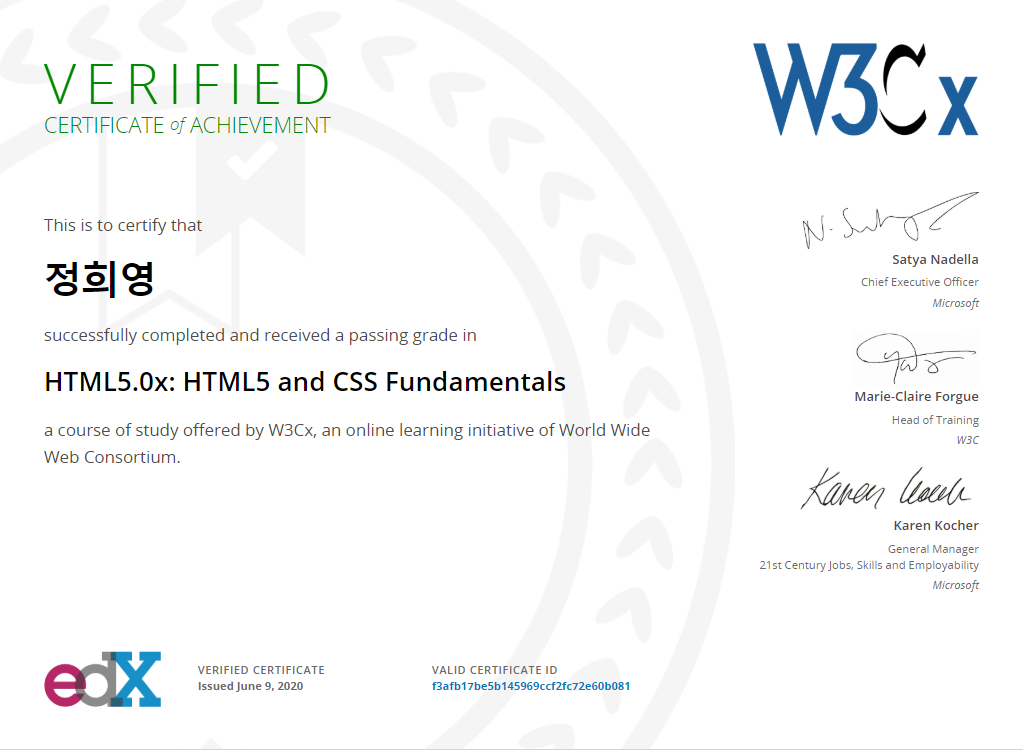 VERIFIED
CERTIFICATE of ACHIEVEMENT
W3Cx
This is to certify that
정희영
successfully completed and received a passing grade in
HTML5.0x: HTML5 and CSS Fundamentals
a course of study offered by W3Cx, an online learning initiative of World Wide
Web Consortium.
Satya Nadella
Chief Executive Officer
Microsoft
Marie-Claire Forgue
Head of Training
W3C
Karen Kocher
General Manager
21st Century Jobs, Skills and Employability
Microsoft
edX
VERIFIED CERTIFICATE
Issued June 9, 2020
VALID CERTIFICATE ID
f3afb17be5b145969ccf2fc72e60b081